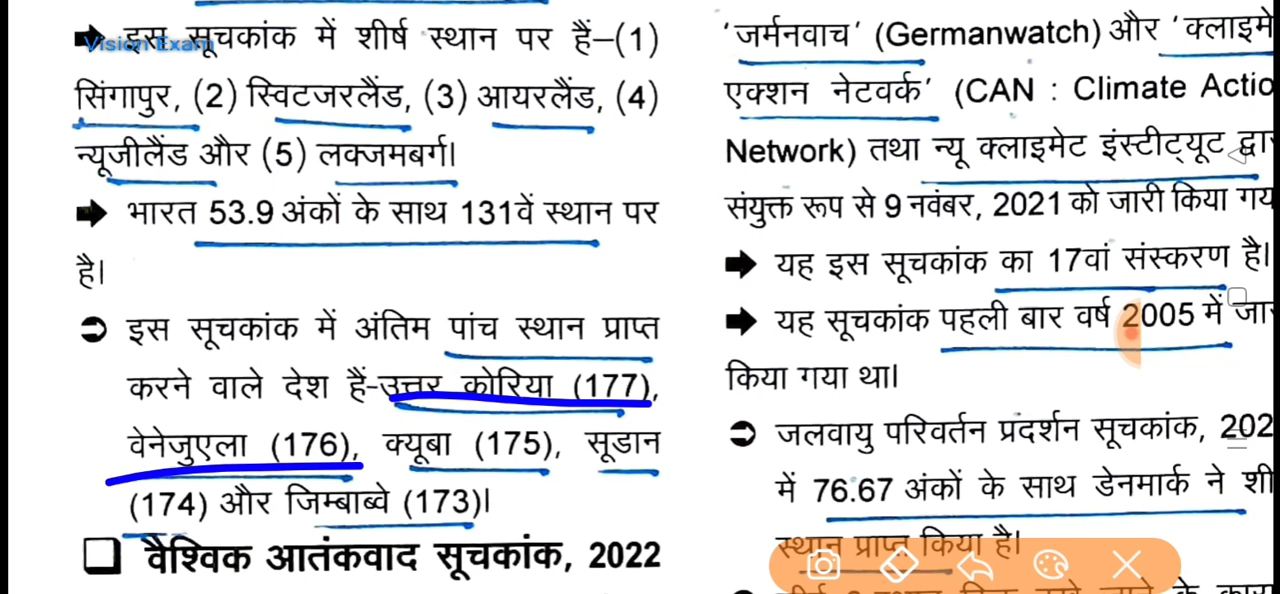 Vision Exam
➡ इस सूचकांक में शीर्ष स्थान पर हैं–(1)
सिंगापुर, (2) स्विटजरलैंड, (3) आयरलैंड, (4)
न्यूजीलैंड और (5) लक्जमबर्ग।
➡ भारत 53.9 अंकों के साथ 131वें स्थान पर
है।
➲ इस सूचकांक में अंतिम पांच स्थान प्राप्त
करने वाले देश हैं-उत्तर कोरिया (177),
वेनेजुएला (176), क्यूबा (175), सूडान
(174) और जिम्बाब्वे (173)।
❑ वैश्विक आतंकवाद सूचकांक, 2022
'जर्मनवाच' (Germanwatch) और 'क्लाइमे
एक्शन नेटवर्क' (CAN : Climate Actio
Network) तथा न्यू क्लाइमेट इंस्टीट्यूट द्वा
संयुक्त रूप से 9 नवंबर, 2021 को जारी किया गय
➡ यह इस सूचकांक का 17वां संस्करण है।
➡ यह सूचकांक पहली बार वर्ष 2005 में जा
किया गया था।
➲ जलवायु परिवर्तन प्रदर्शन सूचकांक, 202
में 76.67 अंकों के साथ डेनमार्क ने शी
स्थान प्राप्त किया है।